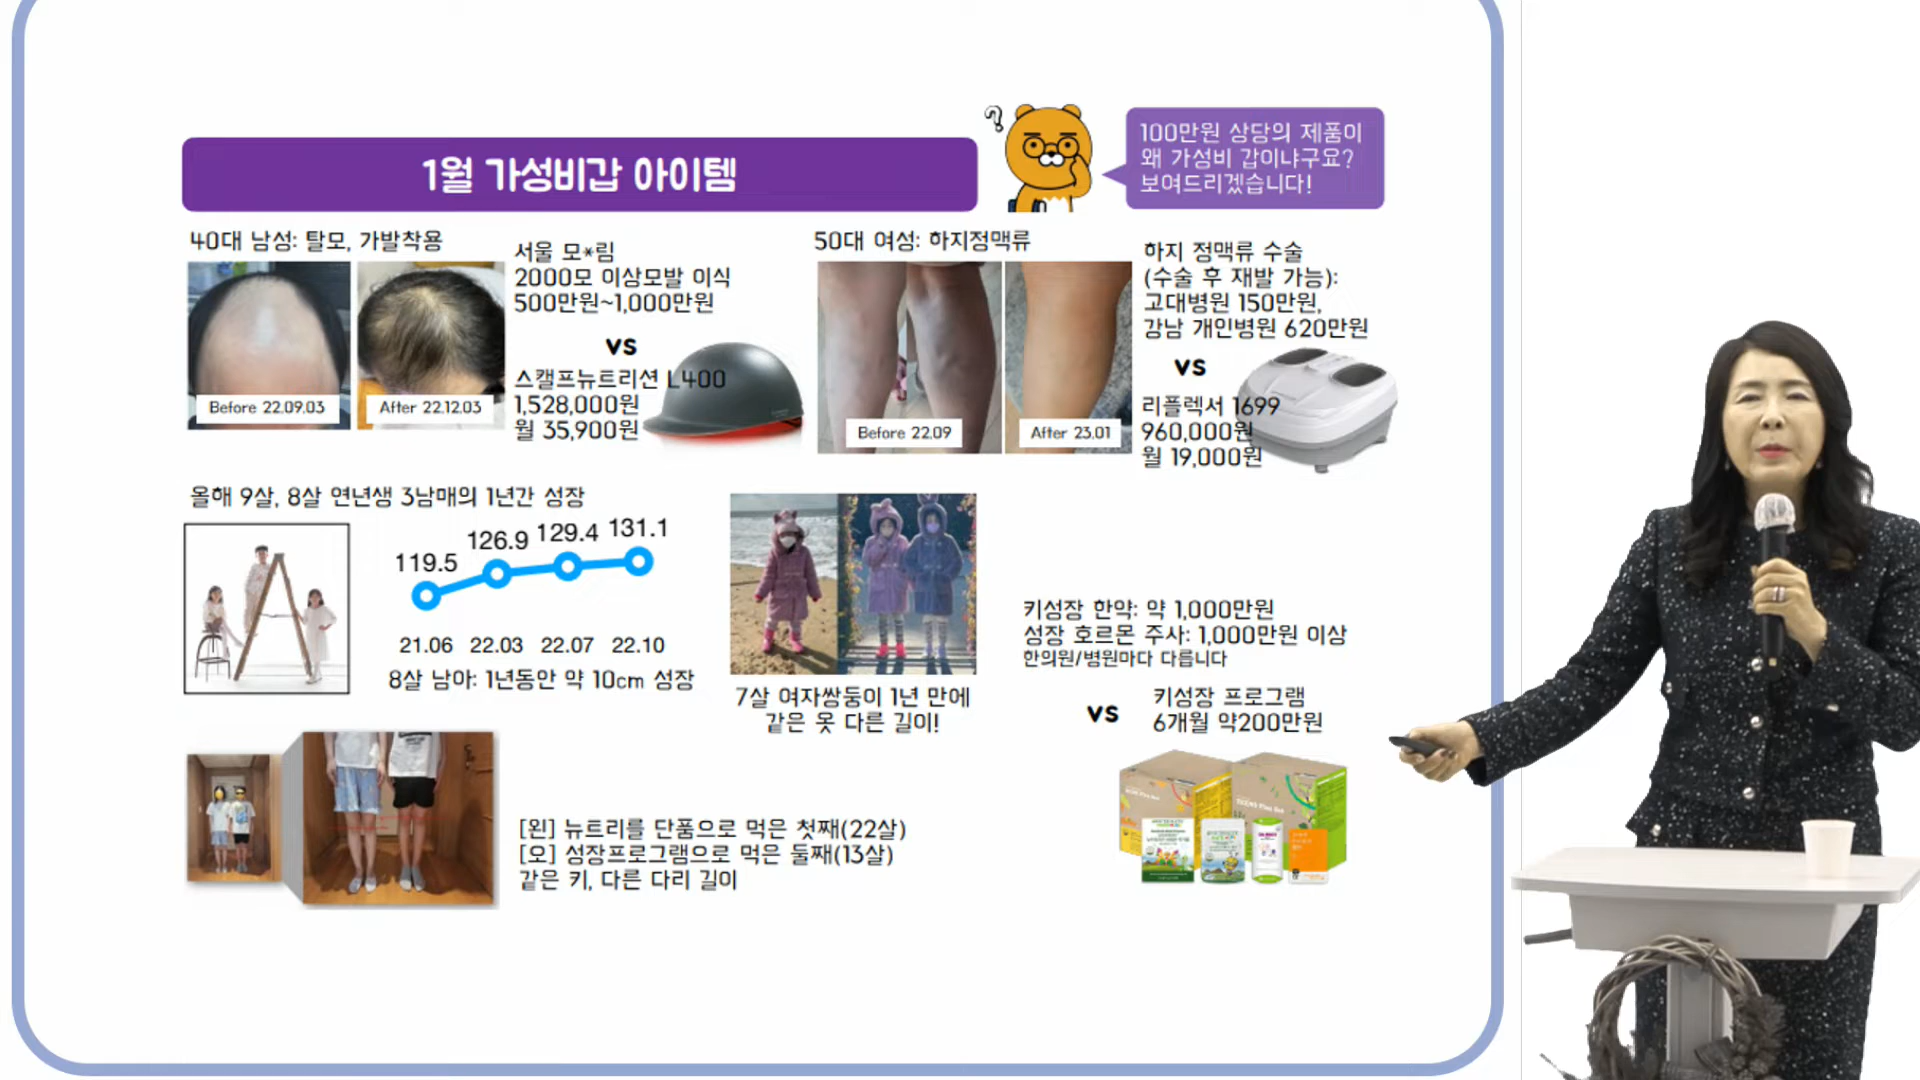 1월 가성비갑 아이템
?
100만원 상당의 제품이
왜 가성비 갑이냐구요?
보여드리겠습니다!
40대 남성: 탈모, 가발착용
Before 22.09.03
After 22.12.03
서울 모*림
2000모 이상모발 이식
500만원~1,000만원
vs
스캘프뉴트리션 L400
1,528,000원
월 35,900원
50대 여성: 하지정맥류
Before 22.09
After 23.01
하지 정맥류 수술
(수술 후 재발 가능):
고대병원 150만원,
강남 개인병원 620만원
vs
리플렉서 1699
960,000원
월 19,000원
올해 9살, 8살 연년생 3남매의 1년간 성장
119.5
126.9
129.4
131.1
21.06
22.03
22.07
22.10
8살 남아: 1년동안 약 10cm 성장
7살 여자쌍둥이 1년 만에
같은 옷 다른 길이!
키성장 한약: 약 1,000만원
성장 호르몬 주사: 1,000만원 이상
한의원/병원마다 다릅니다
vs
키성장 프로그램
6개월 약200만원
[왼] 뉴트리를 단품으로 먹은 첫째(22살)
[오] 성장프로그램으로 먹은 둘째(13살)
같은 키, 다른 다리 길이